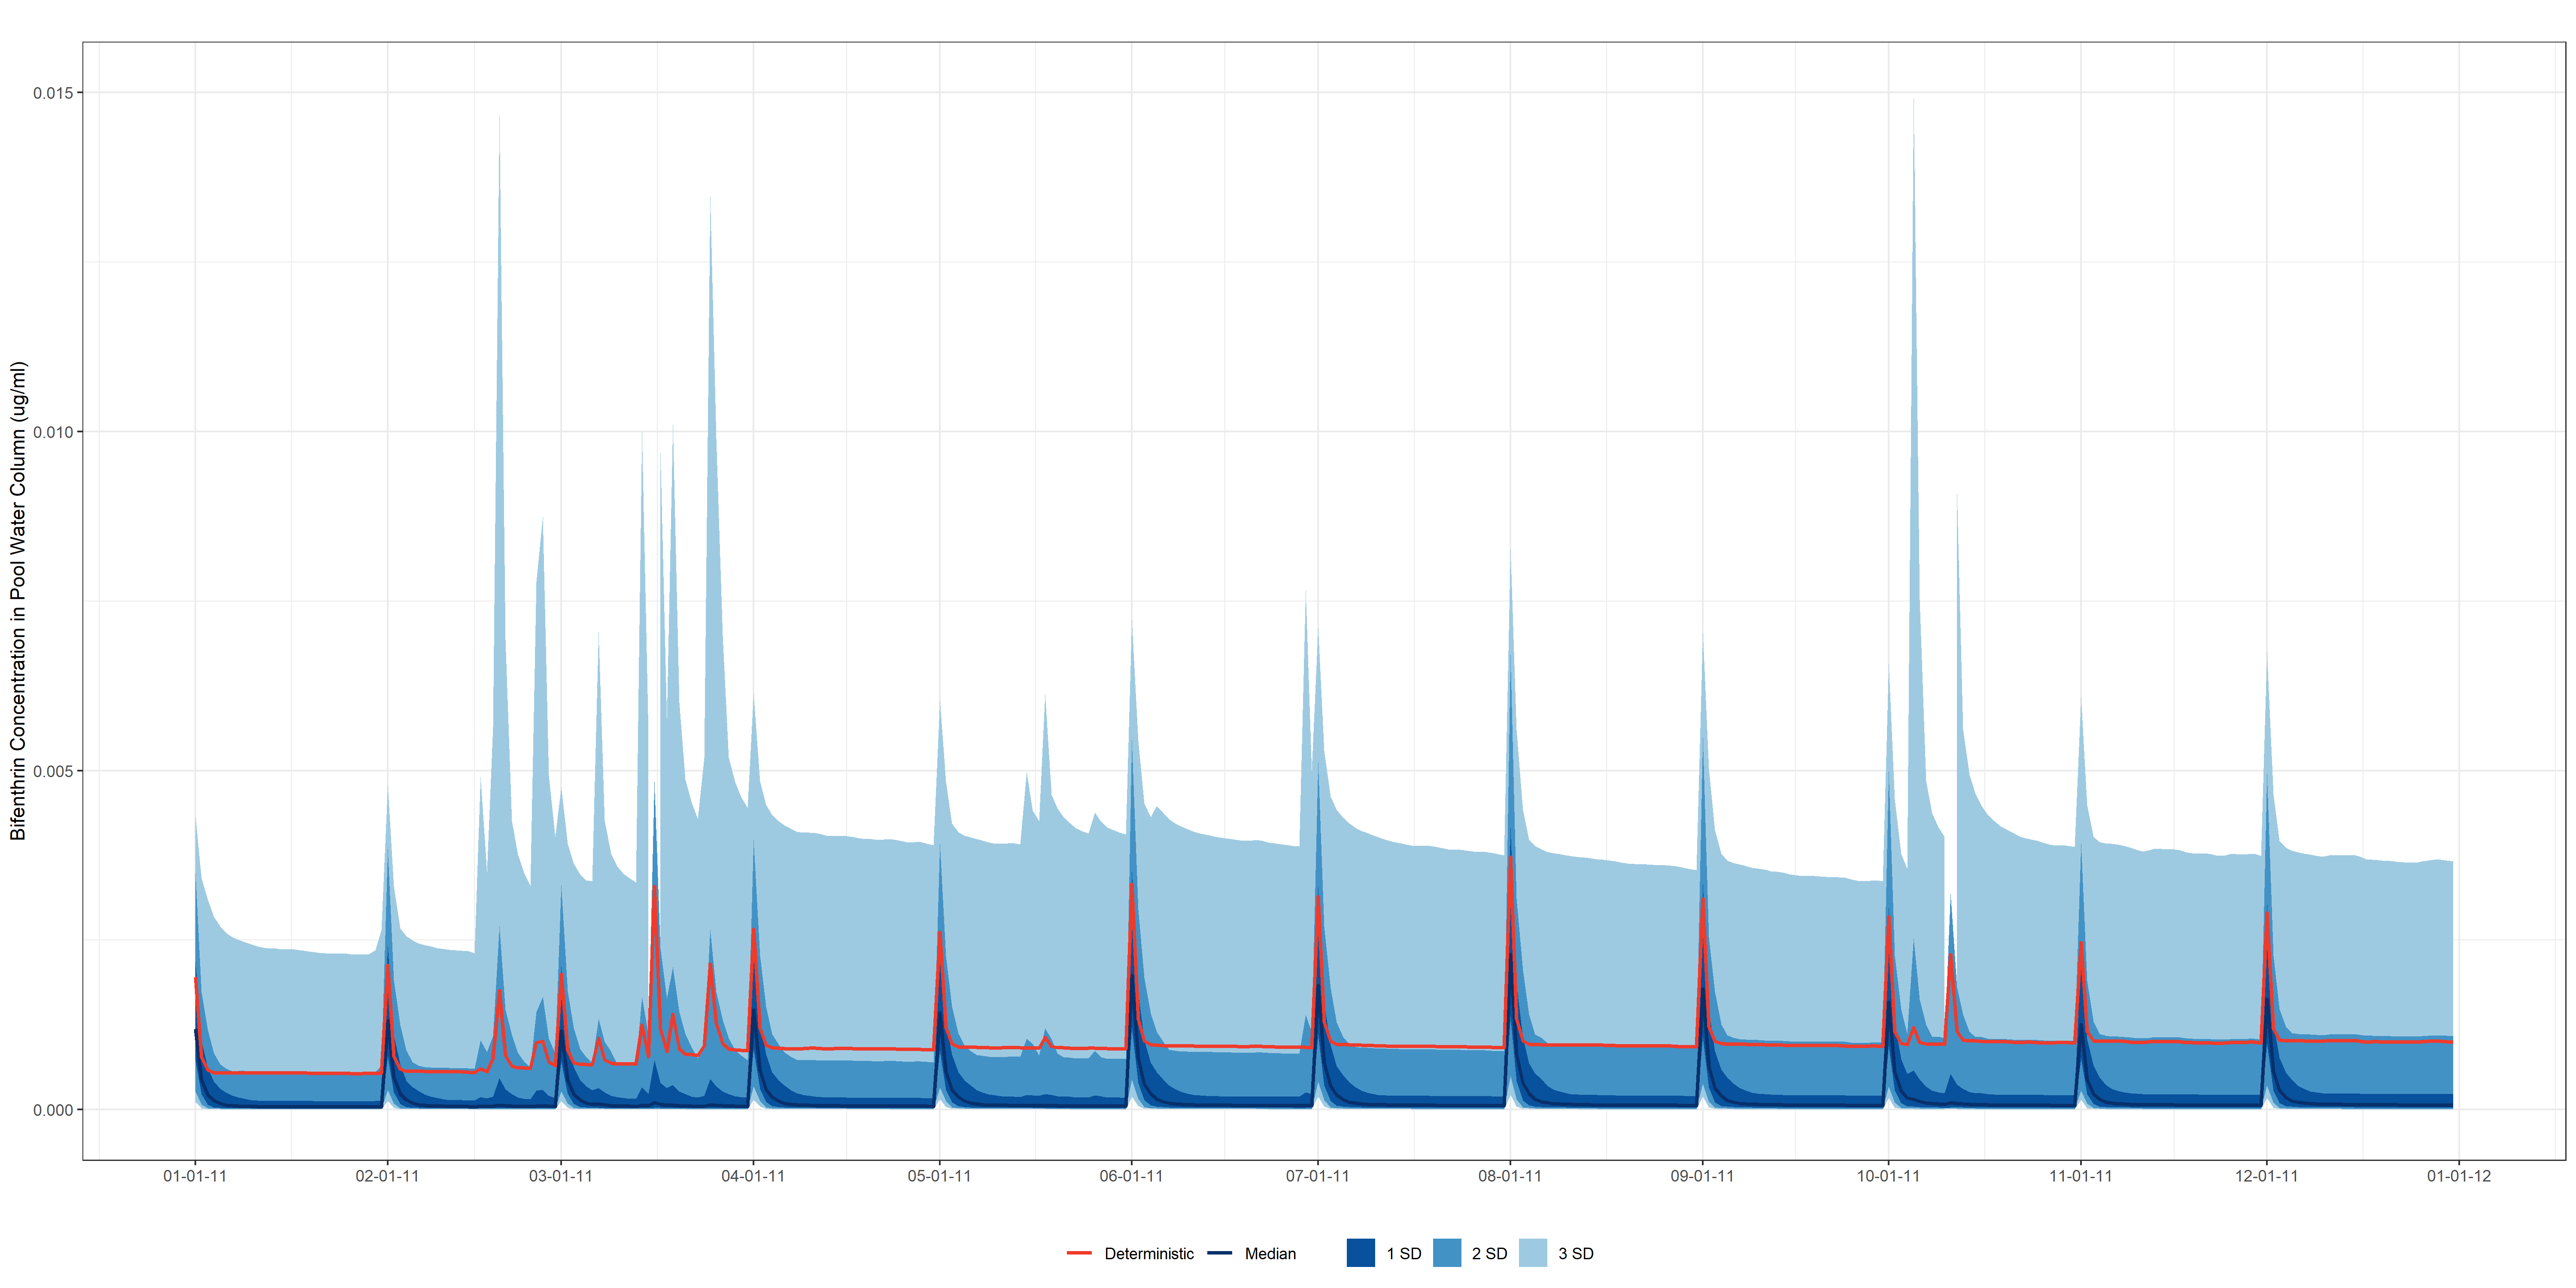 Bifenthrin Concentration in Pool Water Column (ug/ml)
0.015
0.010
0.005
0.000
01-01-11 02-01-11 03-01-11 04-01-11 05-01-11 06-01-11 07-01-11 08-01-11 09-01-11 10-01-11 11-01-11 12-01-11 01-01-12
Deterministic Median 1 SD 2 SD 3 SD